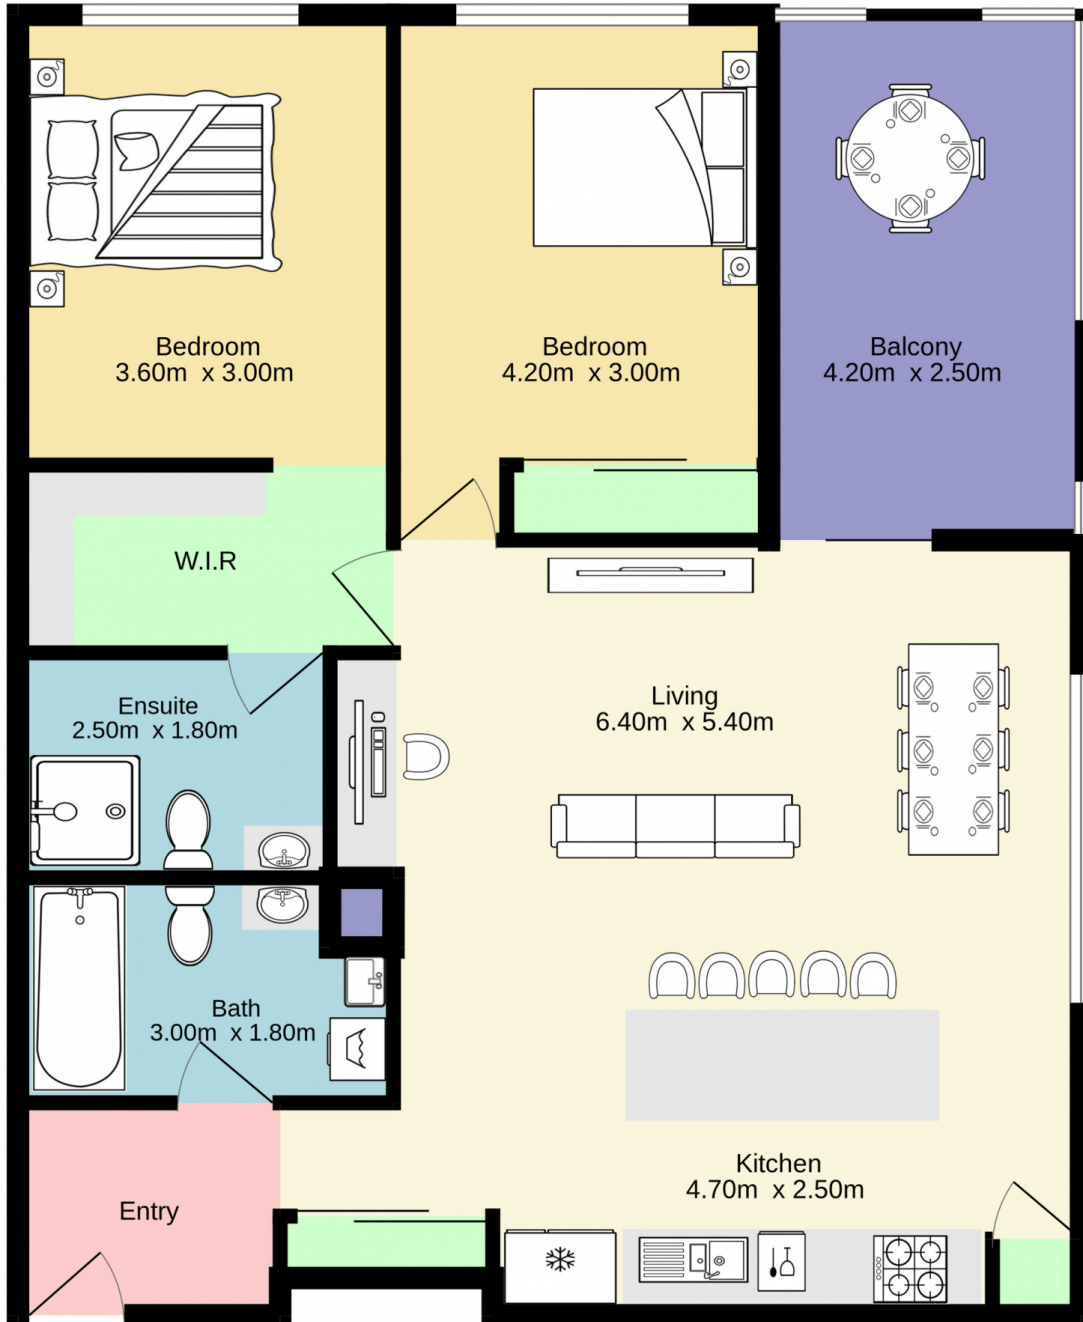 Bedroom
3.60m x 3.00m
Bedroom
4.20m x 3.00m
Balcony
4.20m x 2.50m
W.I.R
Ensuite
2.50m x 1.80m
Living
6.40m x 5.40m
Bath
3.00m x 1.80m
Kitchen
4.70m x 2.50m
Entry